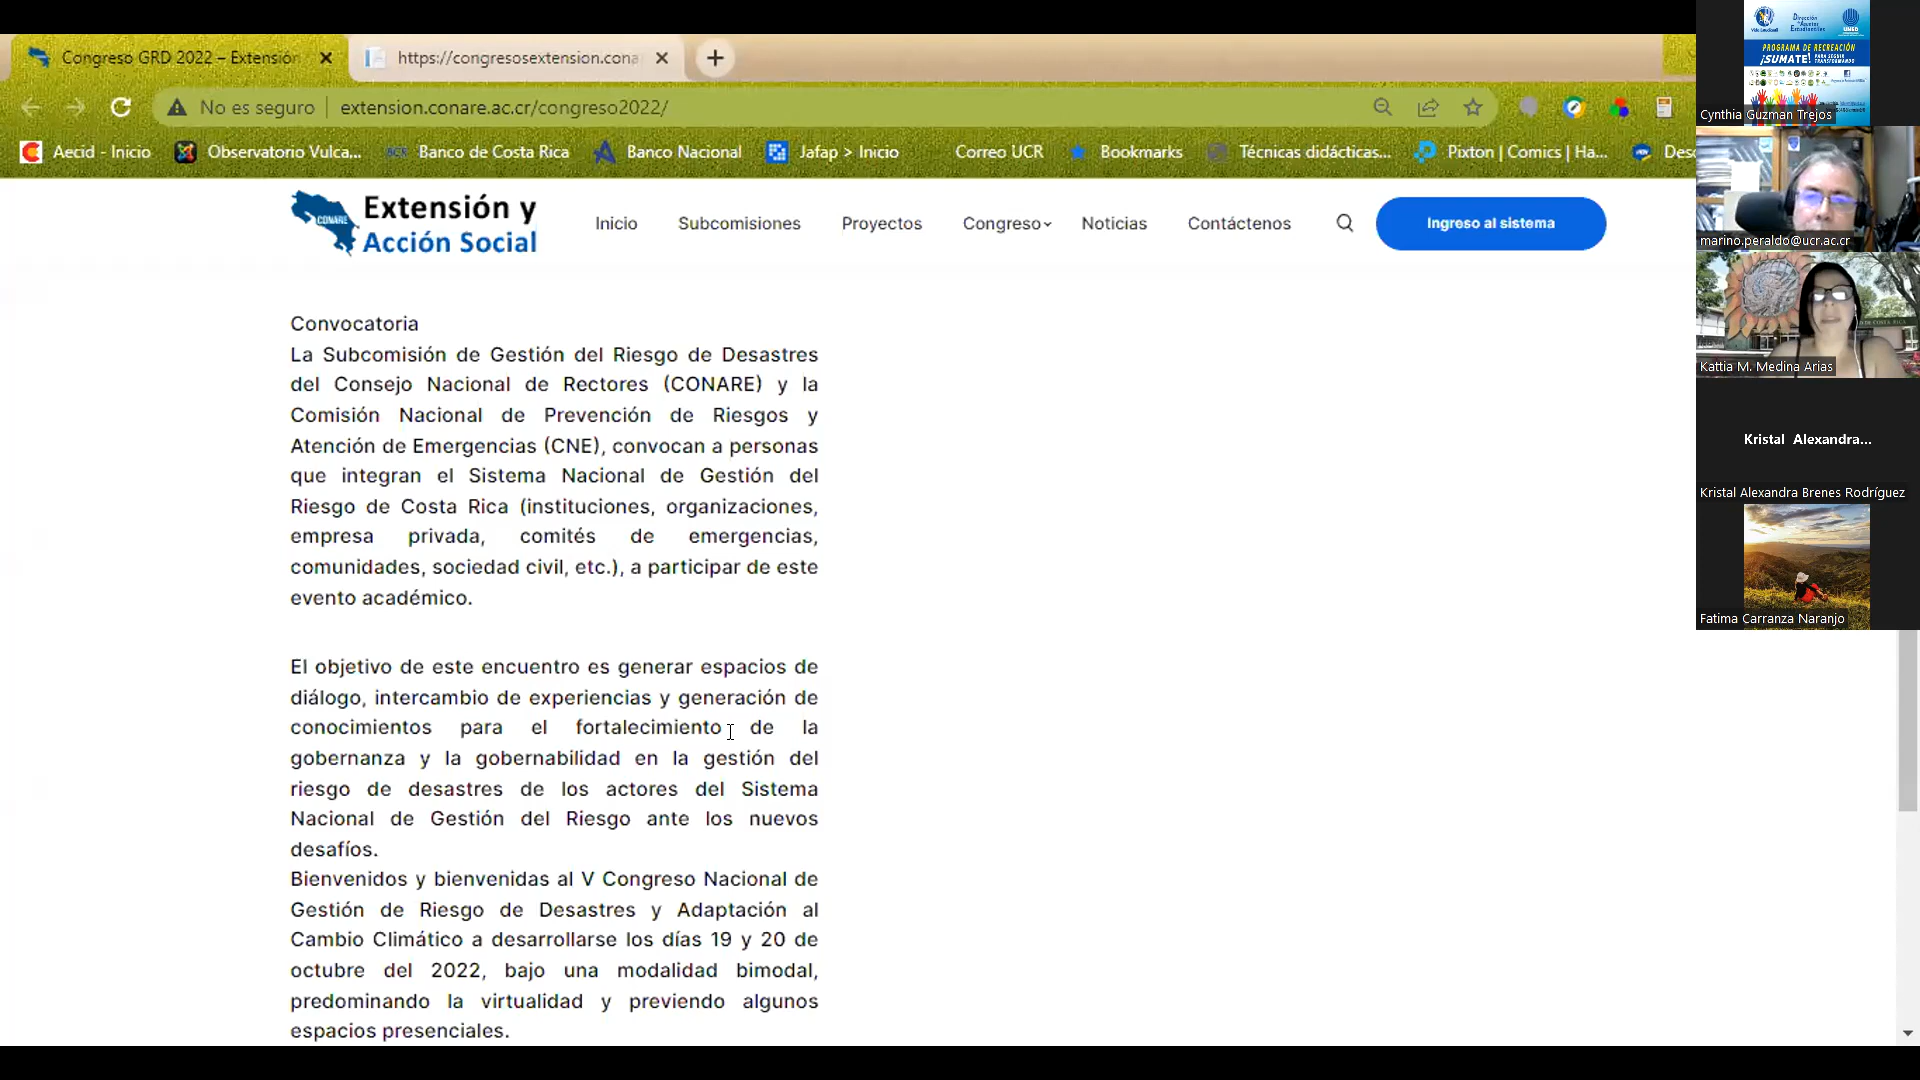 Congreso GRD 2022 – Extensión
https://congresosextension.cona
No es seguro
extension.conare.ac.cr/congreso2022/
Aecid - Inicio
Observatorio Vulca...
BCR Banco de Costa Rica
Banco Nacional
Jafap > Inicio
Correo UCR
Bookmarks
Técnicas didácticas...
Pixton | Comics | Ha...
CONARE
Extensión y
Acción Social
Inicio
Subcomisiones
Proyectos
Congreso
Noticias
Contáctenos
Ingreso al sistema
Convocatoria
La Subcomisión de Gestión del Riesgo de Desastres
del Consejo Nacional de Rectores (CONARE) y la
Comisión Nacional de Prevención de Riesgos y
Atención de Emergencias (CNE), convocan a personas
que integran el Sistema Nacional de Gestión del
Riesgo de Costa Rica (instituciones, organizaciones,
empresa privada, comités de emergencias,
comunidades, sociedad civil, etc.), a participar de este
evento académico.
El objetivo de este encuentro es generar espacios de
diálogo, intercambio de experiencias y generación de
conocimientos para el fortalecimiento de la
gobernanza y la gobernabilidad en la gestión del
riesgo de desastres de los actores del Sistema
Nacional de Gestión del Riesgo ante los nuevos
desafíos.
Bienvenidos y bienvenidas al V Congreso Nacional de
Gestión de Riesgo de Desastres y Adaptación al
Cambio Climático a desarrollarse los días 19 y 20 de
octubre del 2022, bajo una modalidad bimodal,
predominando la virtualidad y previendo algunos
espacios presenciales.
PROGRAMA DE RECREACIÓN
¡SUMATE! PARA SEGUIR
TRANSFORMANDO
Cynthia Guzman Trejos
marino.peraldo@ucr.ac.cr
Kattia M. Medina Arias
Kristal Alexandra...
Kristal Alexandra Brenes Rodríguez
Fatima Carranza Naranjo